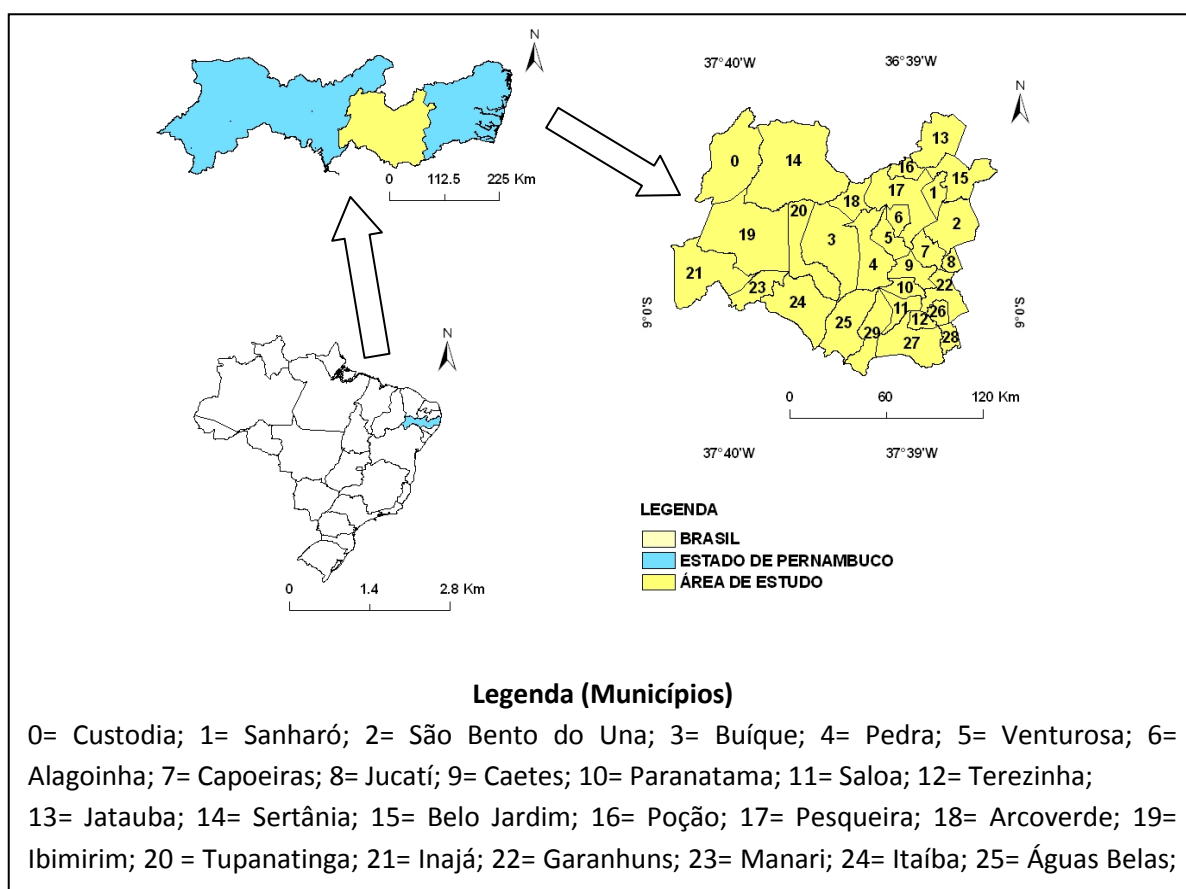 N
0 112.5 225 Km
37°40'W 36°39'W
N
13
0
14
16
15
17
1
18
20
6
2
19
3
5
7
4
9
8
21
10
22
23
24
11
26
12
25
29
27
28
9°0'S
9°0'S
0 60 120 Km
37°40'W 37°39'W
N
0 1.4 2.8 Km
LEGENDA
BRASIL
ESTADO DE PERNAMBUCO
ÁREA DE ESTUDO
Legenda (Municípios)
0= Custodia; 1= Sanharó; 2= São Bento do Una; 3= Buíque; 4= Pedra; 5= Venturosa; 6=
Alagoinha; 7= Capoeiras; 8= Jucatí; 9= Caetes; 10= Paranatama; 11= Saloa; 12= Terezinha;
13= Jatauba; 14= Sertânia; 15= Belo Jardim; 16= Poção; 17= Pesqueira; 18= Arcoverde; 19=
Ibimirim; 20 = Tupanatinga; 21= Inajá; 22= Garanhuns; 23= Manari; 24= Itaíba; 25= Águas Belas;